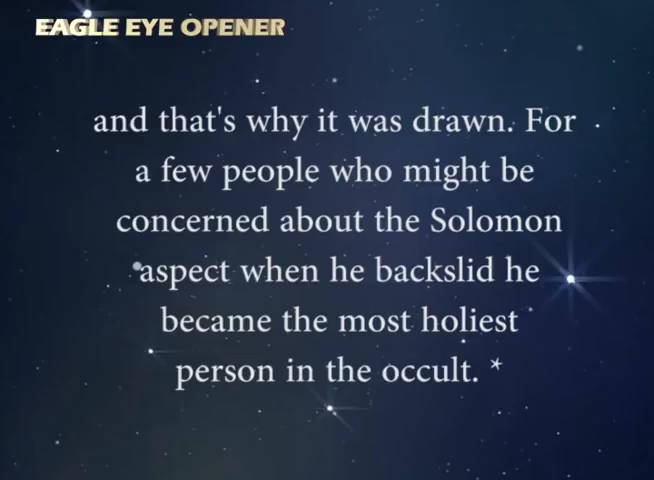 EAGLE EYE OPENER
and that's why it was drawn. For
a few people who might be
concerned about the Solomon
aspect when he backslid he
became the most holiest
person in the occult. *